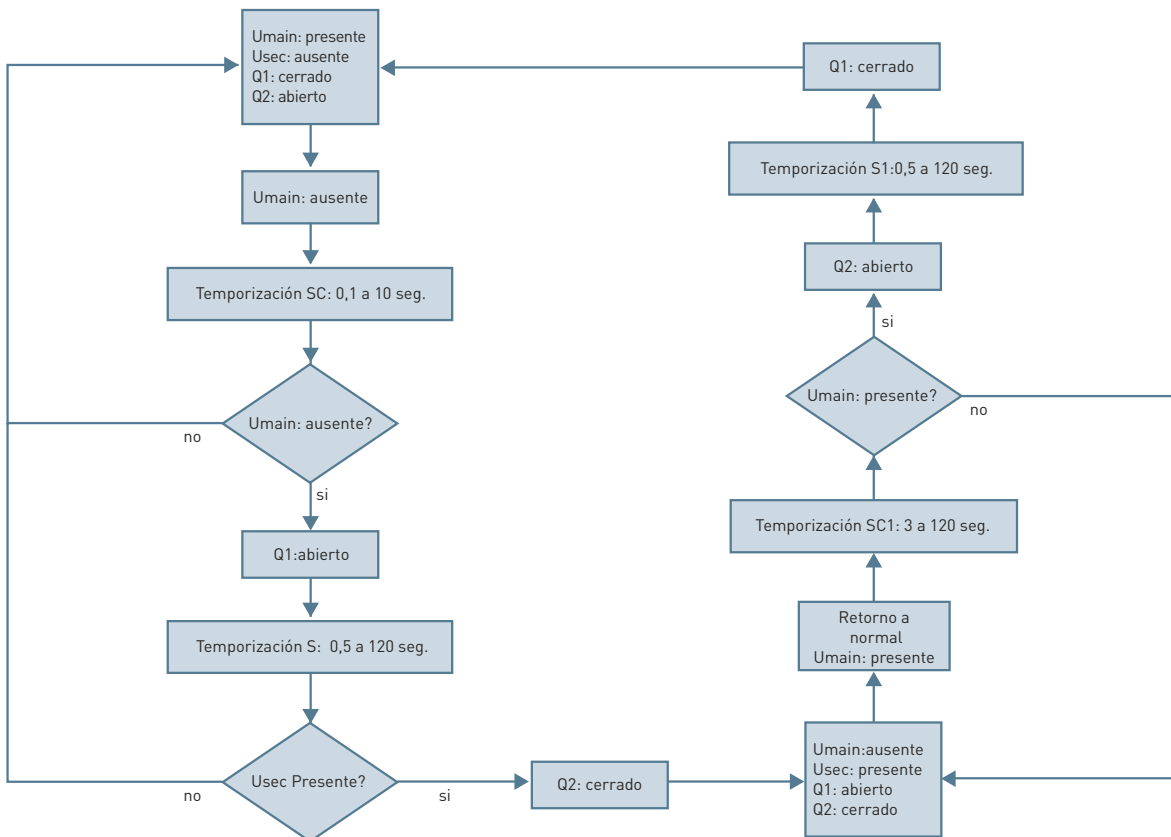 Umain: presente
Usec: ausente
Q1: cerrado
Q2: abierto
Umain: ausente
Temporización SC: 0,1 a 10 seg.
Umain: ausente?
no
si
Q1:abierto
Temporización S: 0,5 a 120 seg.
Usec Presente?
no
si
Q2: cerrado
Umain:ausente
Usec: presente
Q1: abierto
Q2: cerrado
Retorno a
normal
Umain: presente
Temporización SC1: 3 a 120 seg.
Umain: presente?
no
si
Q2: abierto
Temporización S1:0,5 a 120 seg.
Q1: cerrado